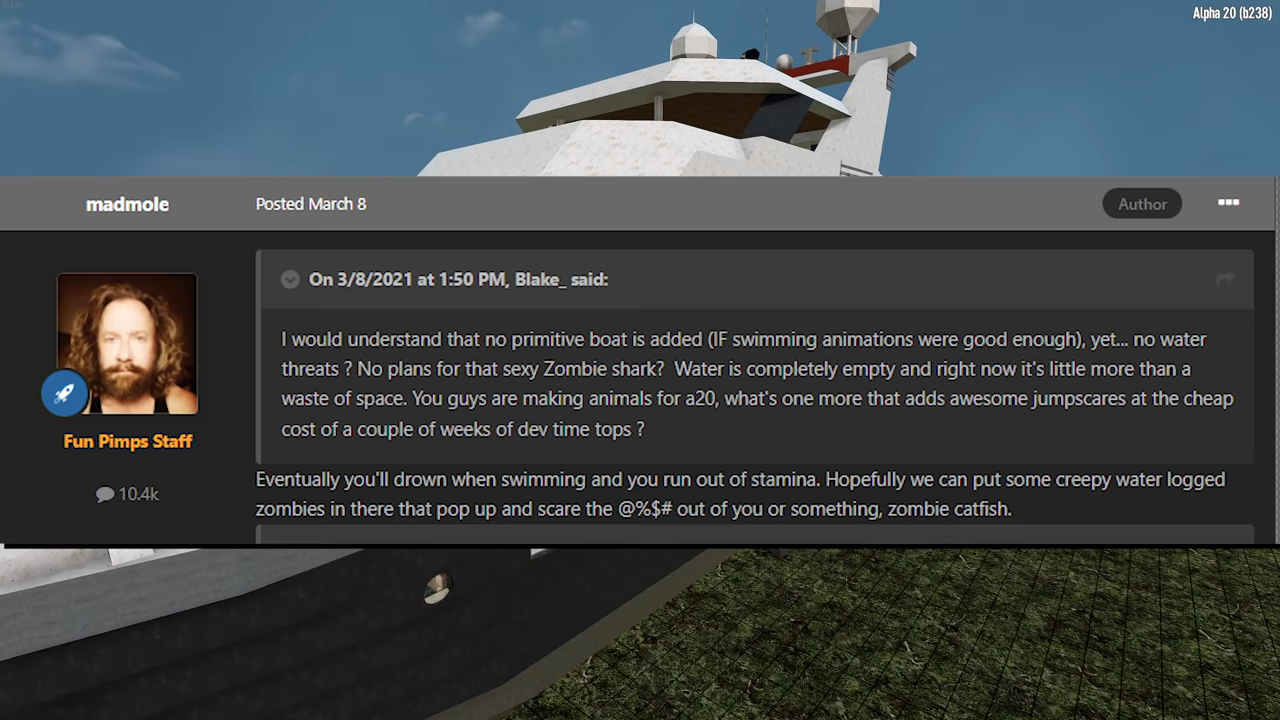 Alpha 20 (b238)
madmole
Posted March 8
Author
On 3/8/2021 at 1:50 PM, Blake_ said:
I would understand that no primitive boat is added (IF swimming animations were good enough), yet... no water
threats ? No plans for that sexy Zombie shark?  Water is completely empty and right now it's little more than a
waste of space. You guys are making animals for a20, what's one more that adds awesome jumpscares at the cheap
cost of a couple of weeks of dev time tops ?
Fun Pimps Staff
10.4k
Eventually you'll drown when swimming and you run out of stamina. Hopefully we can put some creepy water logged
zombies in there that pop up and scare the @%$# out of you or something, zombie catfish.